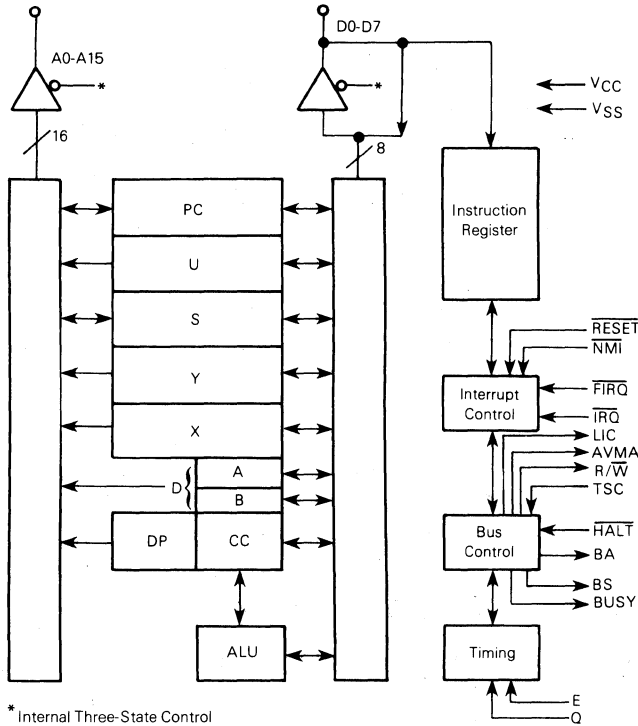 A0-A15
D0-D7
*
*
VCC
VSS
16
8
PC
U
S
Y
X
D{
A
B
DP
CC
ALU
Instruction
Register
RESET
NMI
Interrupt
Control
FIRQ
IRQ
LIC
AVMA
R/W
TSC
Bus
Control
HALT
BA
BS
BUSY
Timing
E
Q
*Internal Three-State Control